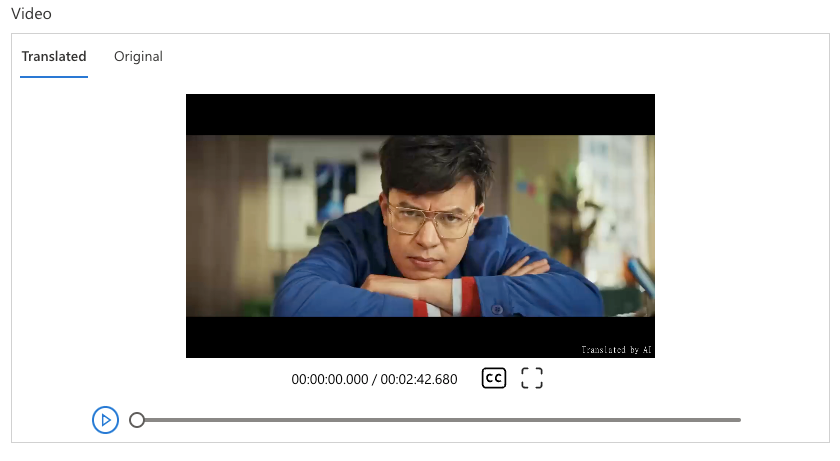 Video
Translated Original
Translated by AI
00:00:00.000 / 00:02:42.680
CC